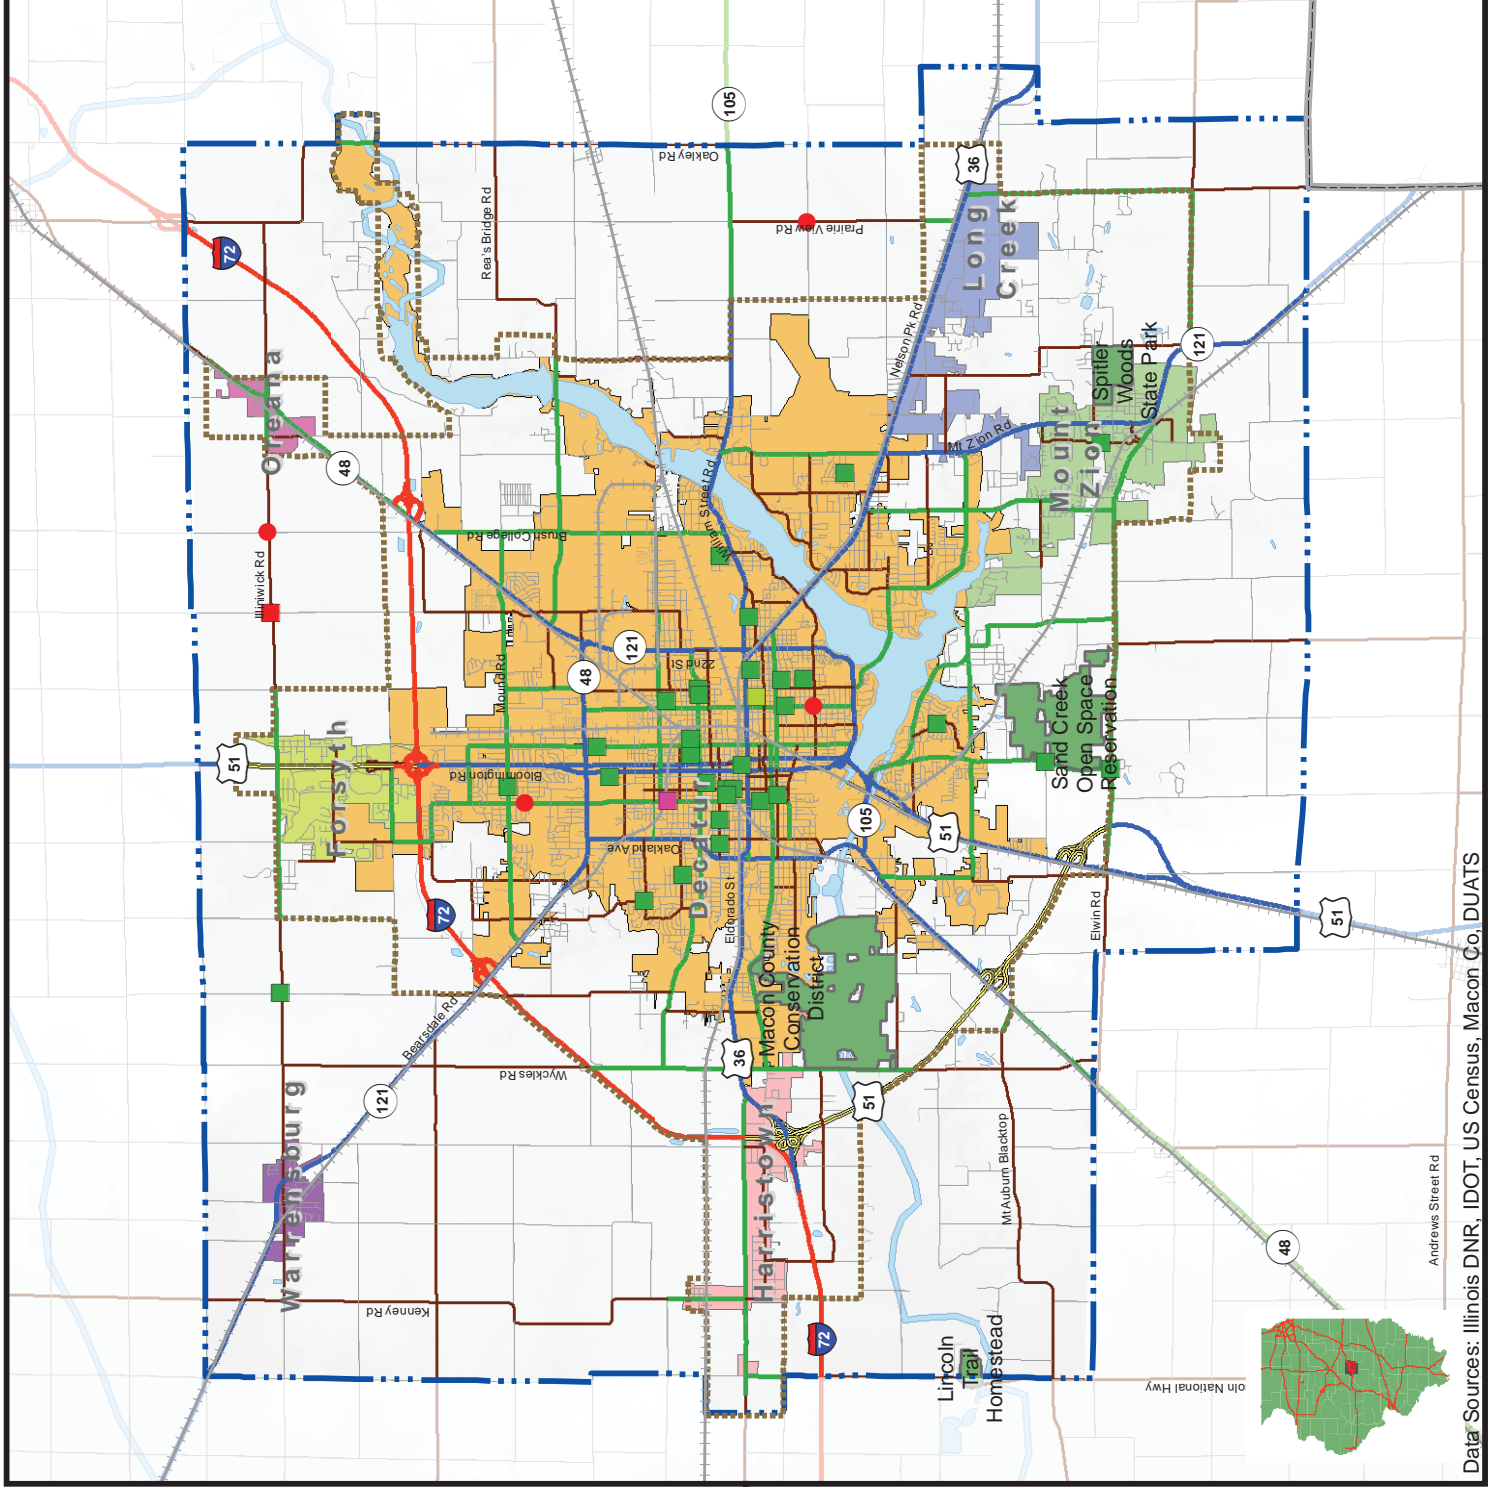 Warrensburg
Forsyth
Oreana
Decatur
Harristown
Long
Creek
Mount
Zion
Macon County
Conservation
District
Sand Creek
Open Space
Reservation
Spitler
Woods
State Park
Lincoln
Trail
Homestead
Kenney Rd
Bearsdale Rd
Wyckles Rd
Illiniwick Rd
Bloomington Rd
Mound Rd
Oakland Ave
Eldorado St
22nd St
Brush College Rd
William Street Rd
Rea's Bridge Rd
Oakley Rd
Prairie View Rd
Nelson Pk Rd
Mt Zion Rd
Elwin Rd
Mt Auburn Blacktop
Andrews Street Rd
oln National Hwy
72
72
72
51
51
51
51
36
36
48
48
48
121
121
121
105
105
Data Sources: Illinois DNR, IDOT, US Census, Macon Co, DUATS